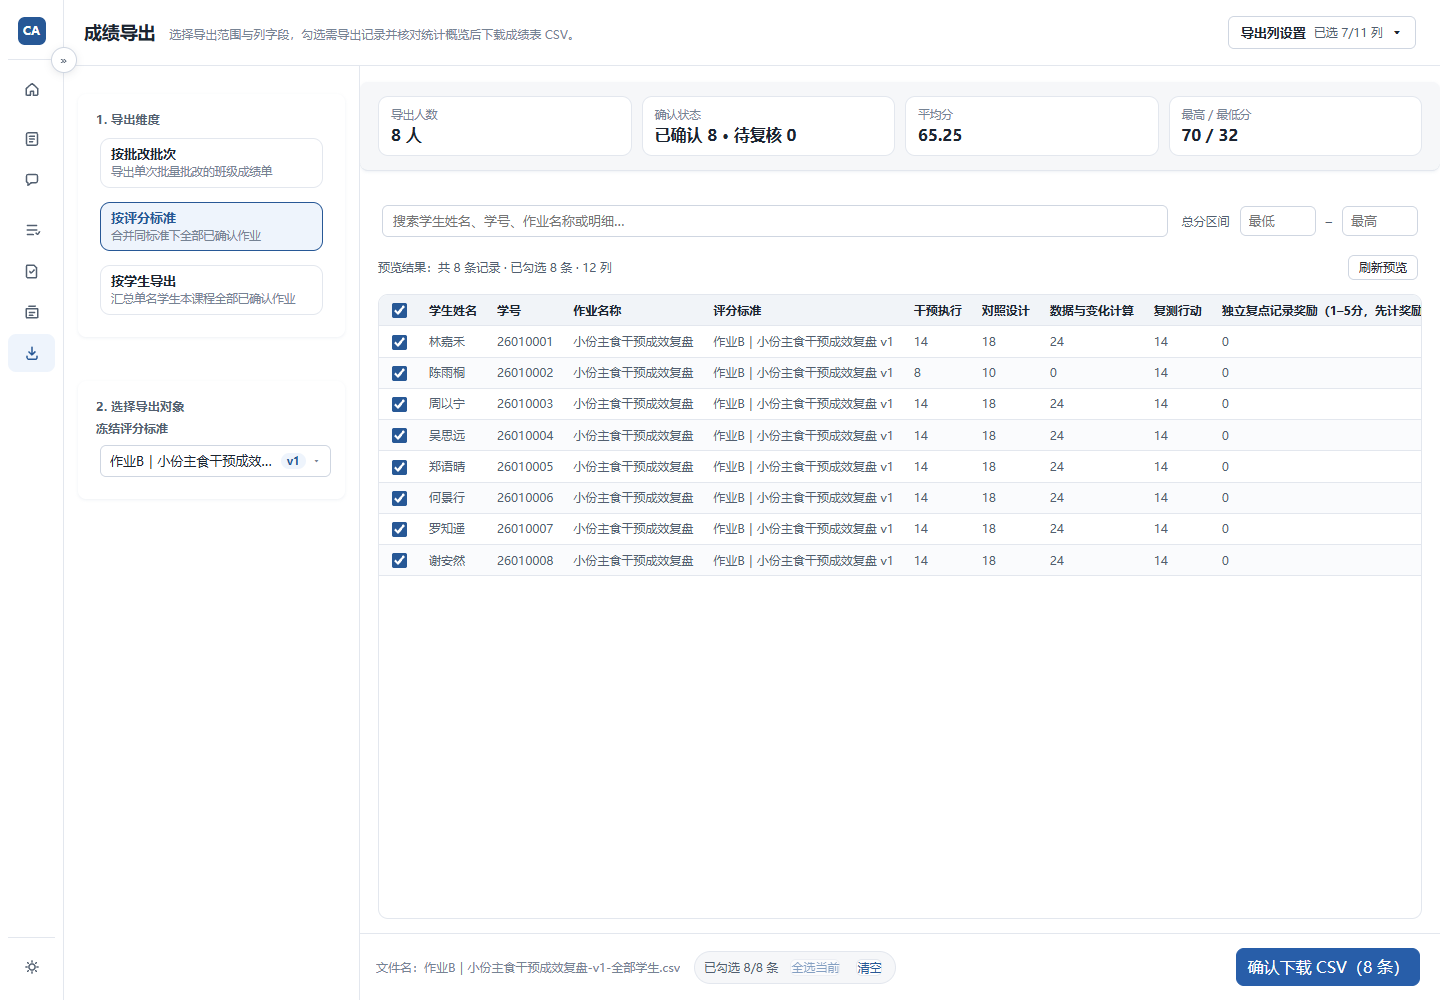 CA
»
成绩导出 选择导出范围与列字段，勾选需导出记录并核对统计概览后下载成绩表 CSV。
导出列设置 已选 7/11 列
1. 导出维度
按批改批次
导出单次批量批改的班级成绩单
按评分标准
合并同标准下全部已确认作业
按学生导出
汇总单名学生本课程全部已确认作业
2. 选择导出对象
冻结评分标准
作业B | 小份主食干预成效... v1
导出人数
8 人
确认状态
已确认 8 • 待复核 0
平均分
65.25
最高 / 最低分
70 / 32
搜索学生姓名、学号、作业名称或明细... 总分区间 最低 – 最高
预览结果：共 8 条记录 · 已勾选 8 条 · 12 列 刷新预览
学生姓名 学号 作业名称 评分标准 干预执行 对照设计 数据与变化计算 复测行动 独立复点记录奖励（1–5分，先计奖励
林嘉禾 26010001 小份主食干预成效复盘 作业B | 小份主食干预成效复盘 v1 14 18 24 14 0
陈雨桐 26010002 小份主食干预成效复盘 作业B | 小份主食干预成效复盘 v1 8 10 0 14 0
周以宁 26010003 小份主食干预成效复盘 作业B | 小份主食干预成效复盘 v1 14 18 24 14 0
吴思远 26010004 小份主食干预成效复盘 作业B | 小份主食干预成效复盘 v1 14 18 24 14 0
郑语晴 26010005 小份主食干预成效复盘 作业B | 小份主食干预成效复盘 v1 14 18 24 14 0
何景行 26010006 小份主食干预成效复盘 作业B | 小份主食干预成效复盘 v1 14 18 24 14 0
罗知遥 26010007 小份主食干预成效复盘 作业B | 小份主食干预成效复盘 v1 14 18 24 14 0
谢安然 26010008 小份主食干预成效复盘 作业B | 小份主食干预成效复盘 v1 14 18 24 14 0
文件名：作业B | 小份主食干预成效复盘-v1-全部学生.csv 已勾选 8/8 条 全选当前 清空 确认下载 CSV（8 条）